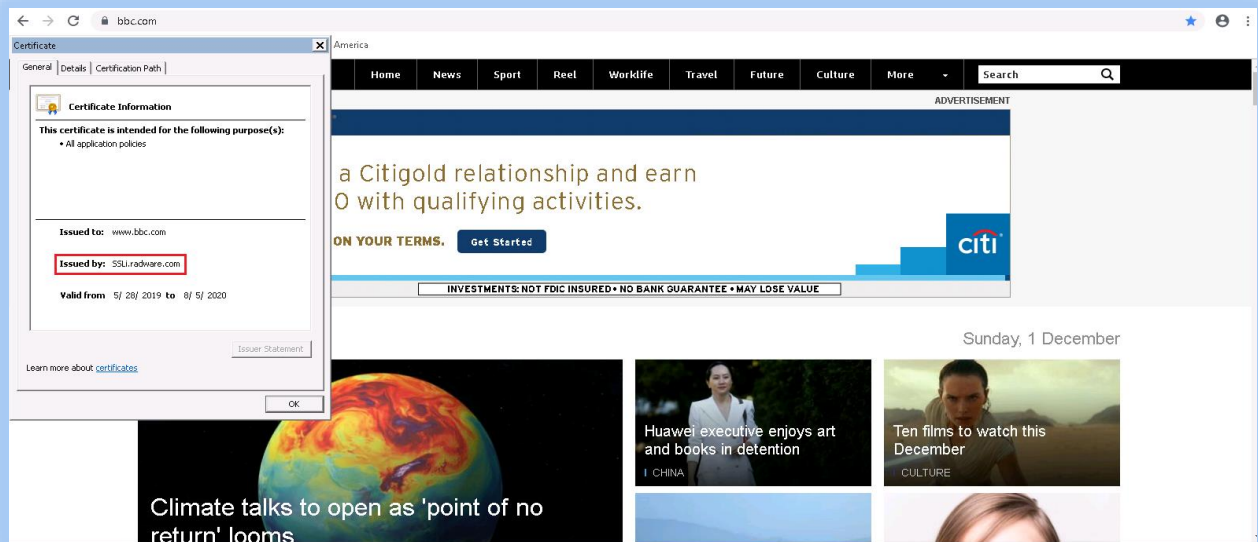 bbc.com
Certificate
America
General Details Certification Path
Home News Sport Reel Worklife Travel Future Culture More Search
Certificate Information
ADVERTISEMENT
This certificate is intended for the following purpose(s):
• All application policies
a Citigold relationship and earn
0 with qualifying activities.
ON YOUR TERMS. Get Started
citi
Issued to: www.bbc.com
Issued by: SSLi.radware.com
Valid from 5/ 28/ 2019 to 8/ 5/ 2020
INVESTMENTS: NOT FDIC INSURED • NO BANK GUARANTEE • MAY LOSE VALUE
Issuer Statement
Sunday, 1 December
Learn more about certificates
OK
Huawei executive enjoys art
and books in detention
CHINA
Ten films to watch this
December
CULTURE
Climate talks to open as 'point of no
return' looms